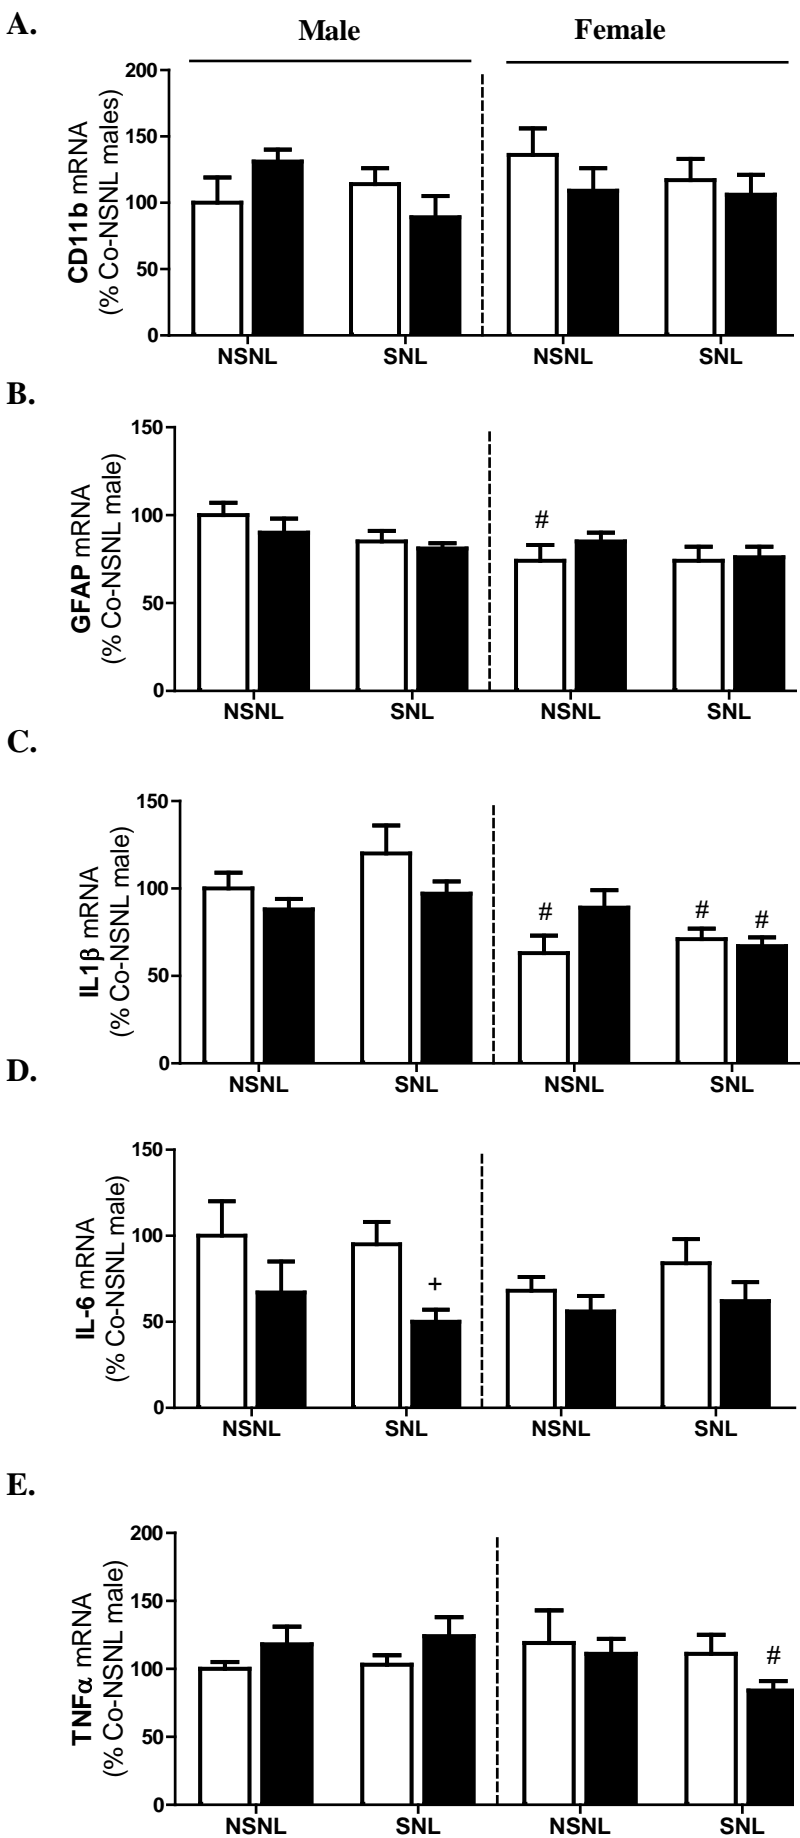 A.
Male Female
CD11b mRNA
(% Co-NSNL males)
200
150
100
50
0
NSNL SNL NSNL SNL
B.
GFAP mRNA
(% Co-NSNL male)
150
100
50
0
#
NSNL SNL NSNL SNL
C.
IL1β mRNA
(% Co-NSNL male)
150
100
50
0
# # #
NSNL SNL NSNL SNL
D.
IL-6 mRNA
(% Co-NSNL male)
150
100
50
0
+
NSNL SNL NSNL SNL
E.
TNFα mRNA
(% Co-NSNL male)
200
150
100
50
0
#
NSNL SNL NSNL SNL